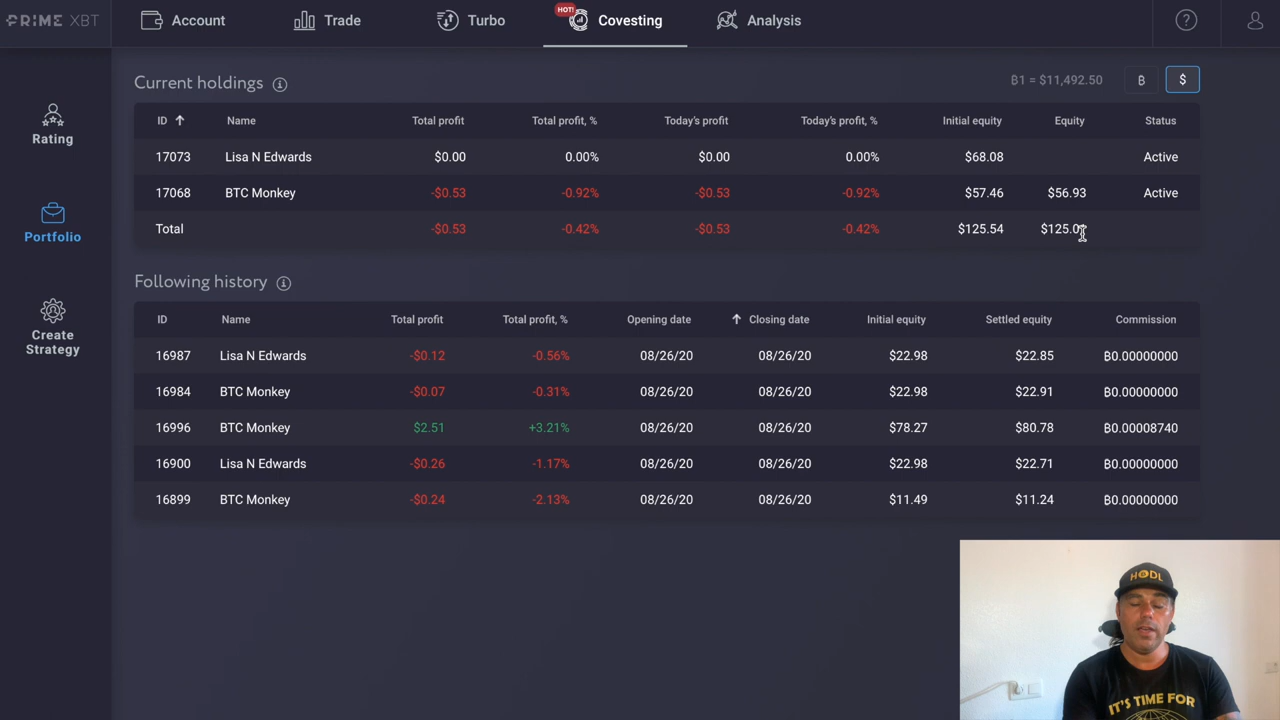 PRIME XBT Account Trade Turbo HOT! Covesting Analysis ?
Current holdings i ฿1 = $11,492.50 ฿ $
ID Name Total profit Total profit, % Today's profit Today's profit, % Initial equity Equity Status
17073 Lisa N Edwards $0.00 0.00% $0.00 0.00% $68.08 Active
17068 BTC Monkey -$0.53 -0.92% -$0.53 -0.92% $57.46 $56.93 Active
Total -$0.53 -0.42% -$0.53 -0.42% $125.54
Following history i
ID Name Total profit Total profit, % Opening date Closing date Initial equity Settled equity Commission
16987 Lisa N Edwards -$0.12 -0.56% 08/26/20 08/26/20 $22.98 $22.85 ฿0.00000000
16984 BTC Monkey -$0.07 -0.31% 08/26/20 08/26/20 $22.98 $22.91 ฿0.00000000
16996 BTC Monkey $2.51 +3.21% 08/26/20 08/26/20 $78.27 $80.78 ฿0.00008740
16900 Lisa N Edwards -$0.26 -1.17% 08/26/20 08/26/20 $22.98 $22.71 ฿0.00000000
16899 BTC Monkey -$0.24 -2.13% 08/26/20 08/26/20 $11.49 $11.24 ฿0.00000000
Rating
Portfolio
Create
Strategy
HODL
IT'S TIME FOR